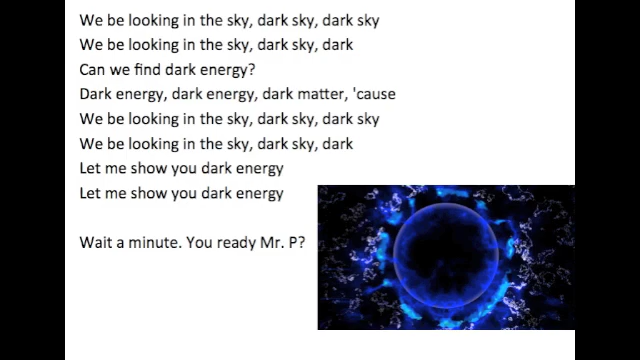 We be looking in the sky, dark sky, dark sky
We be looking in the sky, dark sky, dark
Can we find dark energy?
Dark energy, dark energy, dark matter, 'cause
We be looking in the sky, dark sky, dark sky
We be looking in the sky, dark sky, dark
Let me show you dark energy
Let me show you dark energy
Wait a minute. You ready Mr. P?